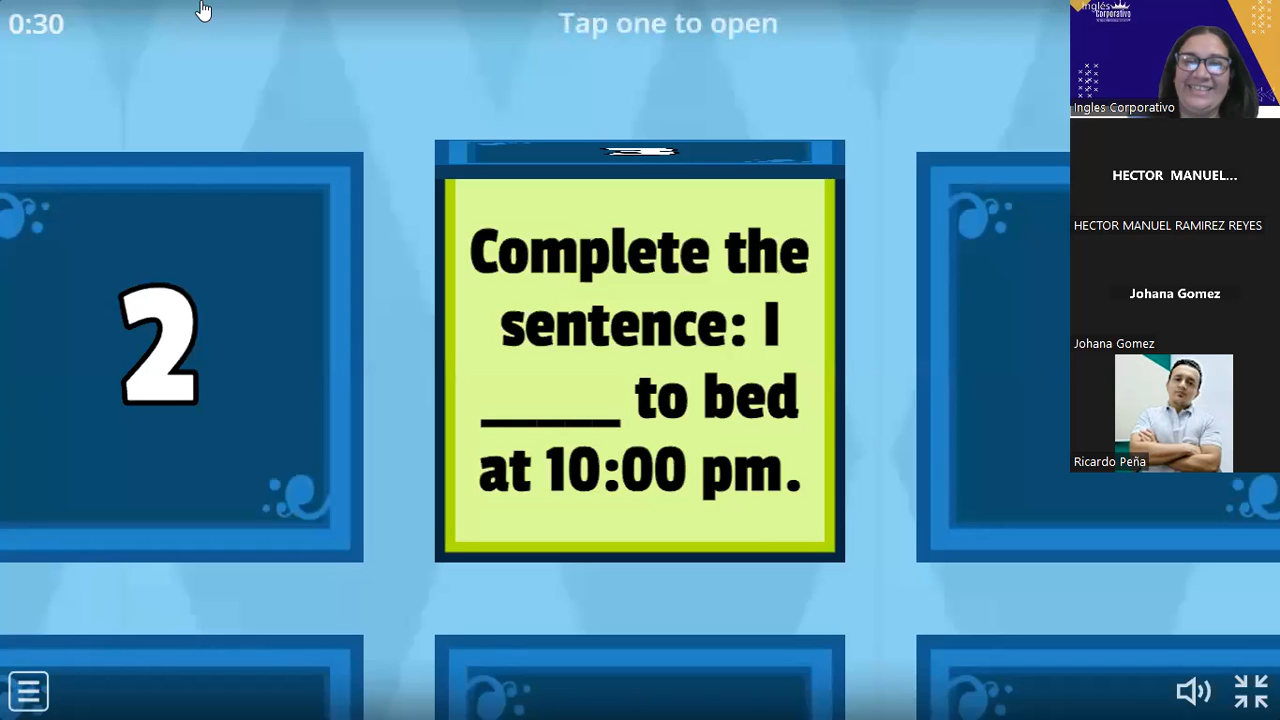 0:30
Tap one to open
2
Complete the
sentence: I
_____ to bed
at 10:00 pm.
Inglés
Corporativo
Ingles Corporativo
HECTOR MANUEL...
HECTOR MANUEL RAMIREZ REYES
Johana Gomez
Johana Gomez
Ricardo Peña